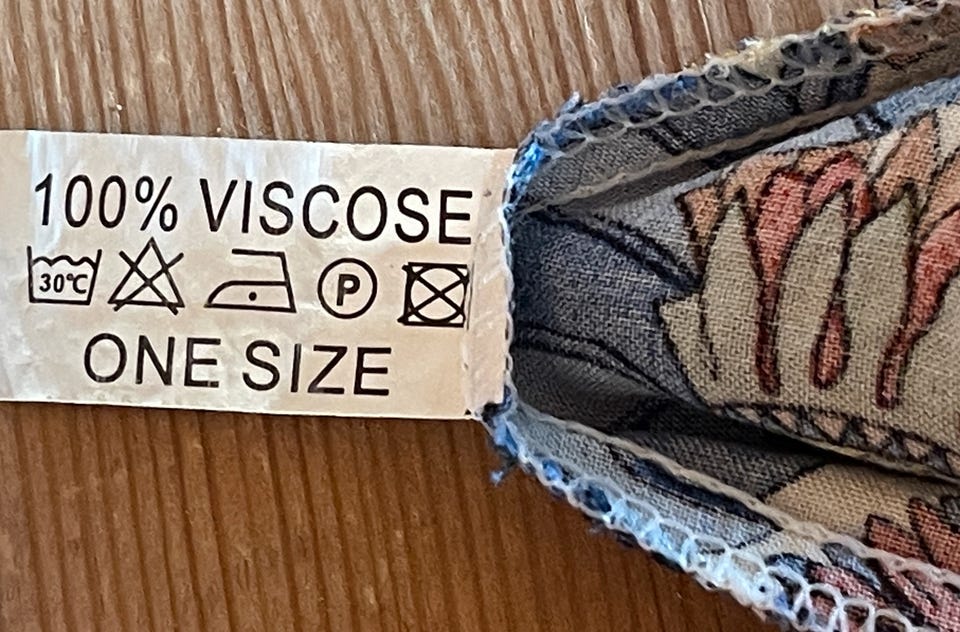 100% VISCOSE
30°C P
ONE SIZE